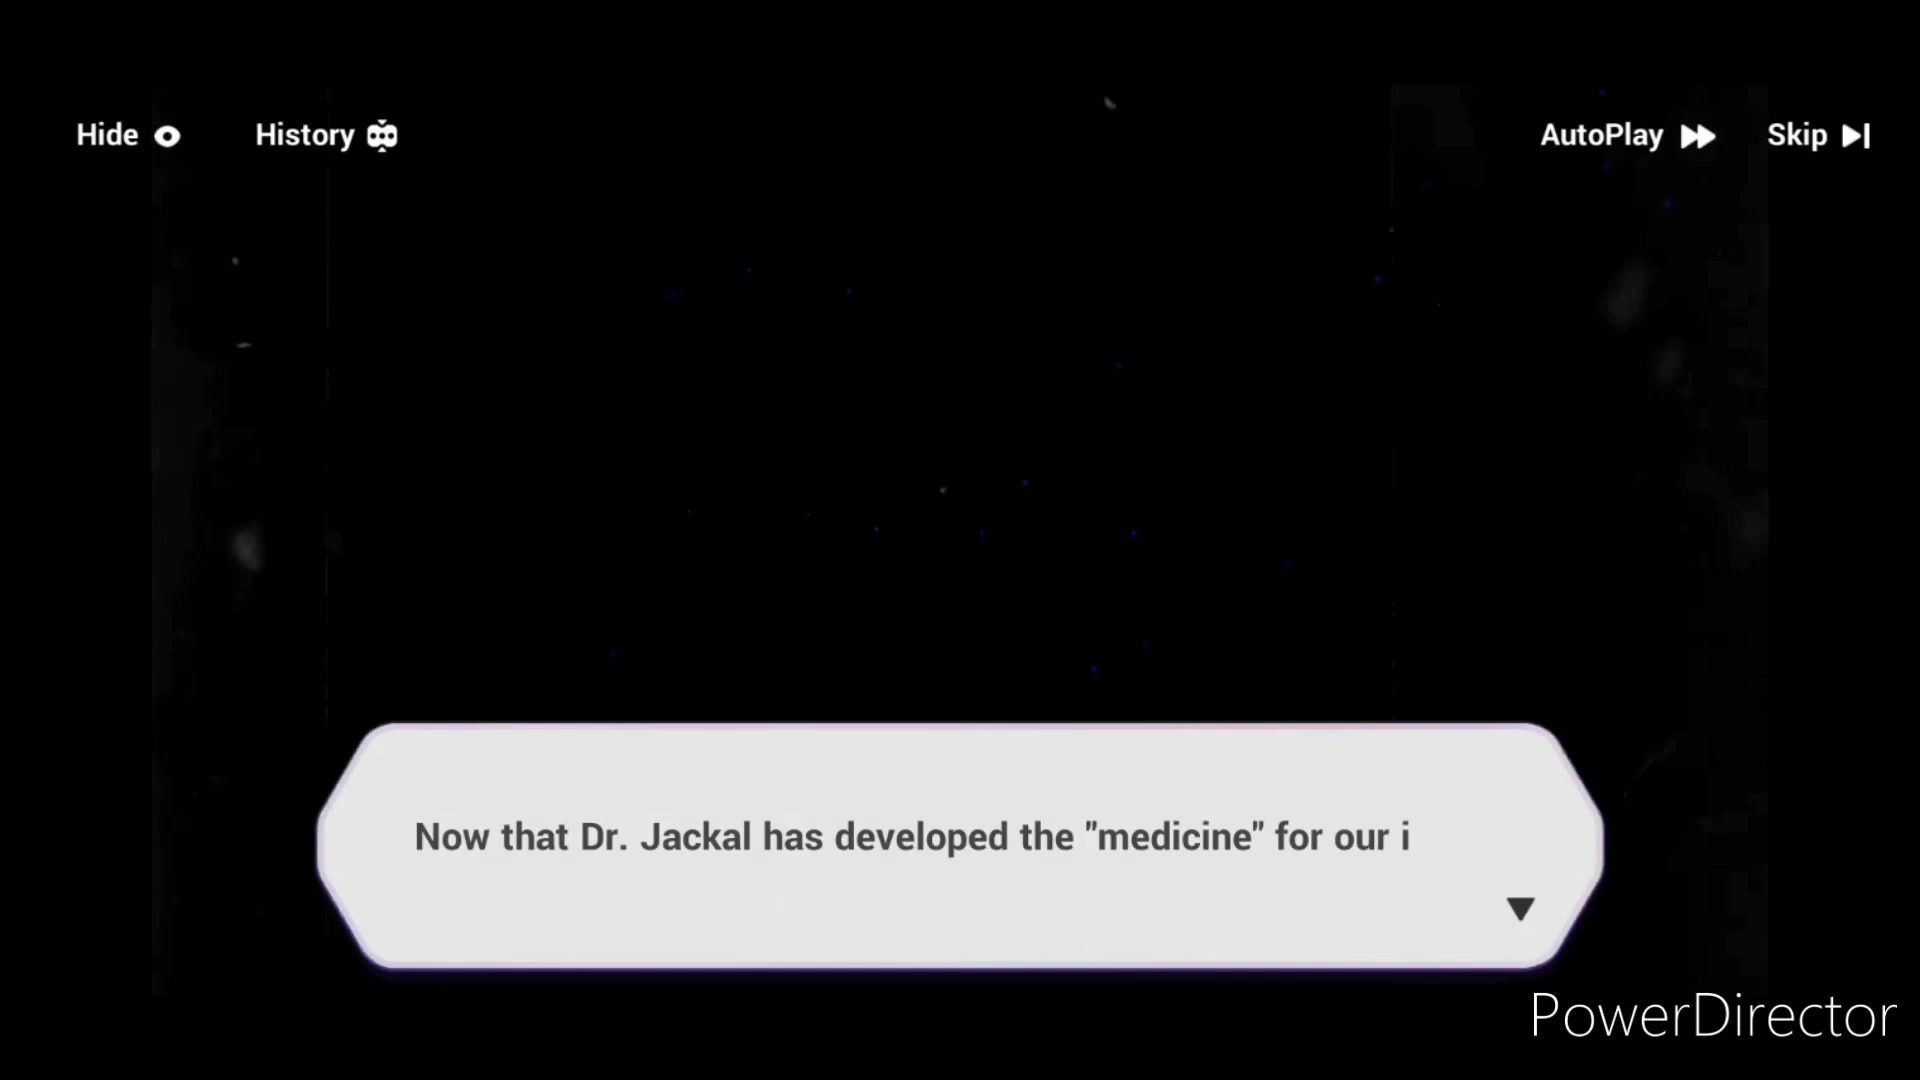 Hide
History
AutoPlay
Skip
Now that Dr. Jackal has developed the "medicine" for our i
PowerDirector